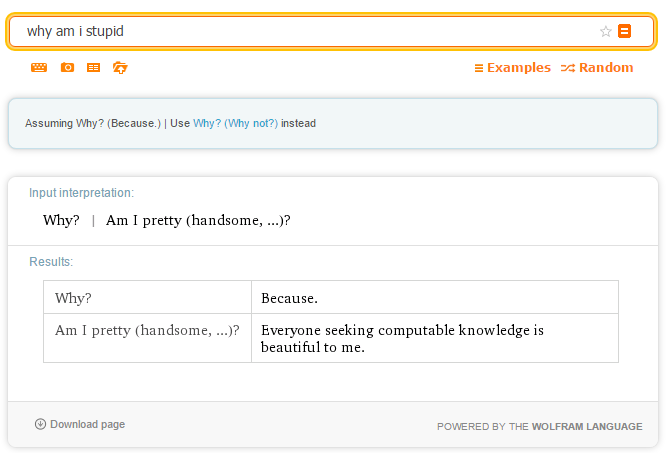 why am i stupid
Examples Random
Assuming Why? (Because.) | Use Why? (Why not?) instead
Input interpretation:
Why? | Am I pretty (handsome, ...)?
Results:
Why? Because.
Am I pretty (handsome, ...)? Everyone seeking computable knowledge is
beautiful to me.
Download page POWERED BY THE WOLFRAM LANGUAGE